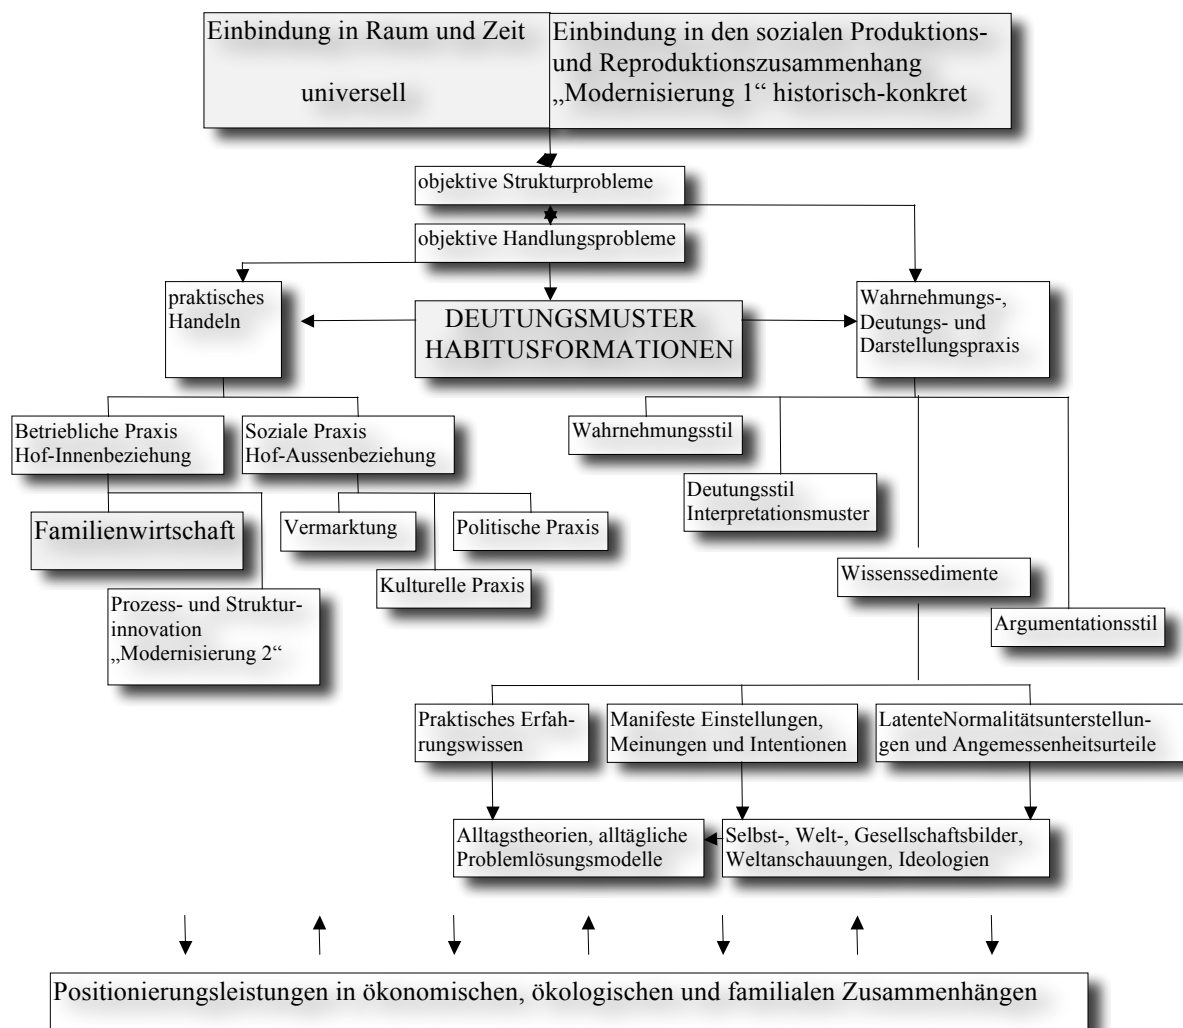 Einbindung in Raum und Zeit
universell
Einbindung in den sozialen Produktions-
und Reproduktionszusammenhang
„Modernisierung 1“ historisch-konkret
objektive Strukturprobleme
objektive Handlungsprobleme
praktisches
Handeln
DEUTUNGSMUSTER
HABITUSFORMATIONEN
Wahrnehmungs-,
Deutungs- und
Darstellungspraxis
Betriebliche Praxis
Hof-Innenbeziehung
Soziale Praxis
Hof-Aussenbeziehung
Wahrnehmungsstil
Deutungsstil
Interpretationsmuster
Familienwirtschaft
Vermarktung
Politische Praxis
Kulturelle Praxis
Wissenssedimente
Prozess- und Struktur-
innovation
„Modernisierung 2“
Argumentationsstil
Praktisches Erfah-
rungswissen
Manifeste Einstellungen,
Meinungen und Intentionen
LatenteNormalitätsunterstellun-
gen und Angemessenheitsurteile
Alltagstheorien, alltägliche
Problemlösungsmodelle
Selbst-, Welt-, Gesellschaftsbilder,
Weltanschauungen, Ideologien
Positionierungsleistungen in ökonomischen, ökologischen und familialen Zusammenhängen